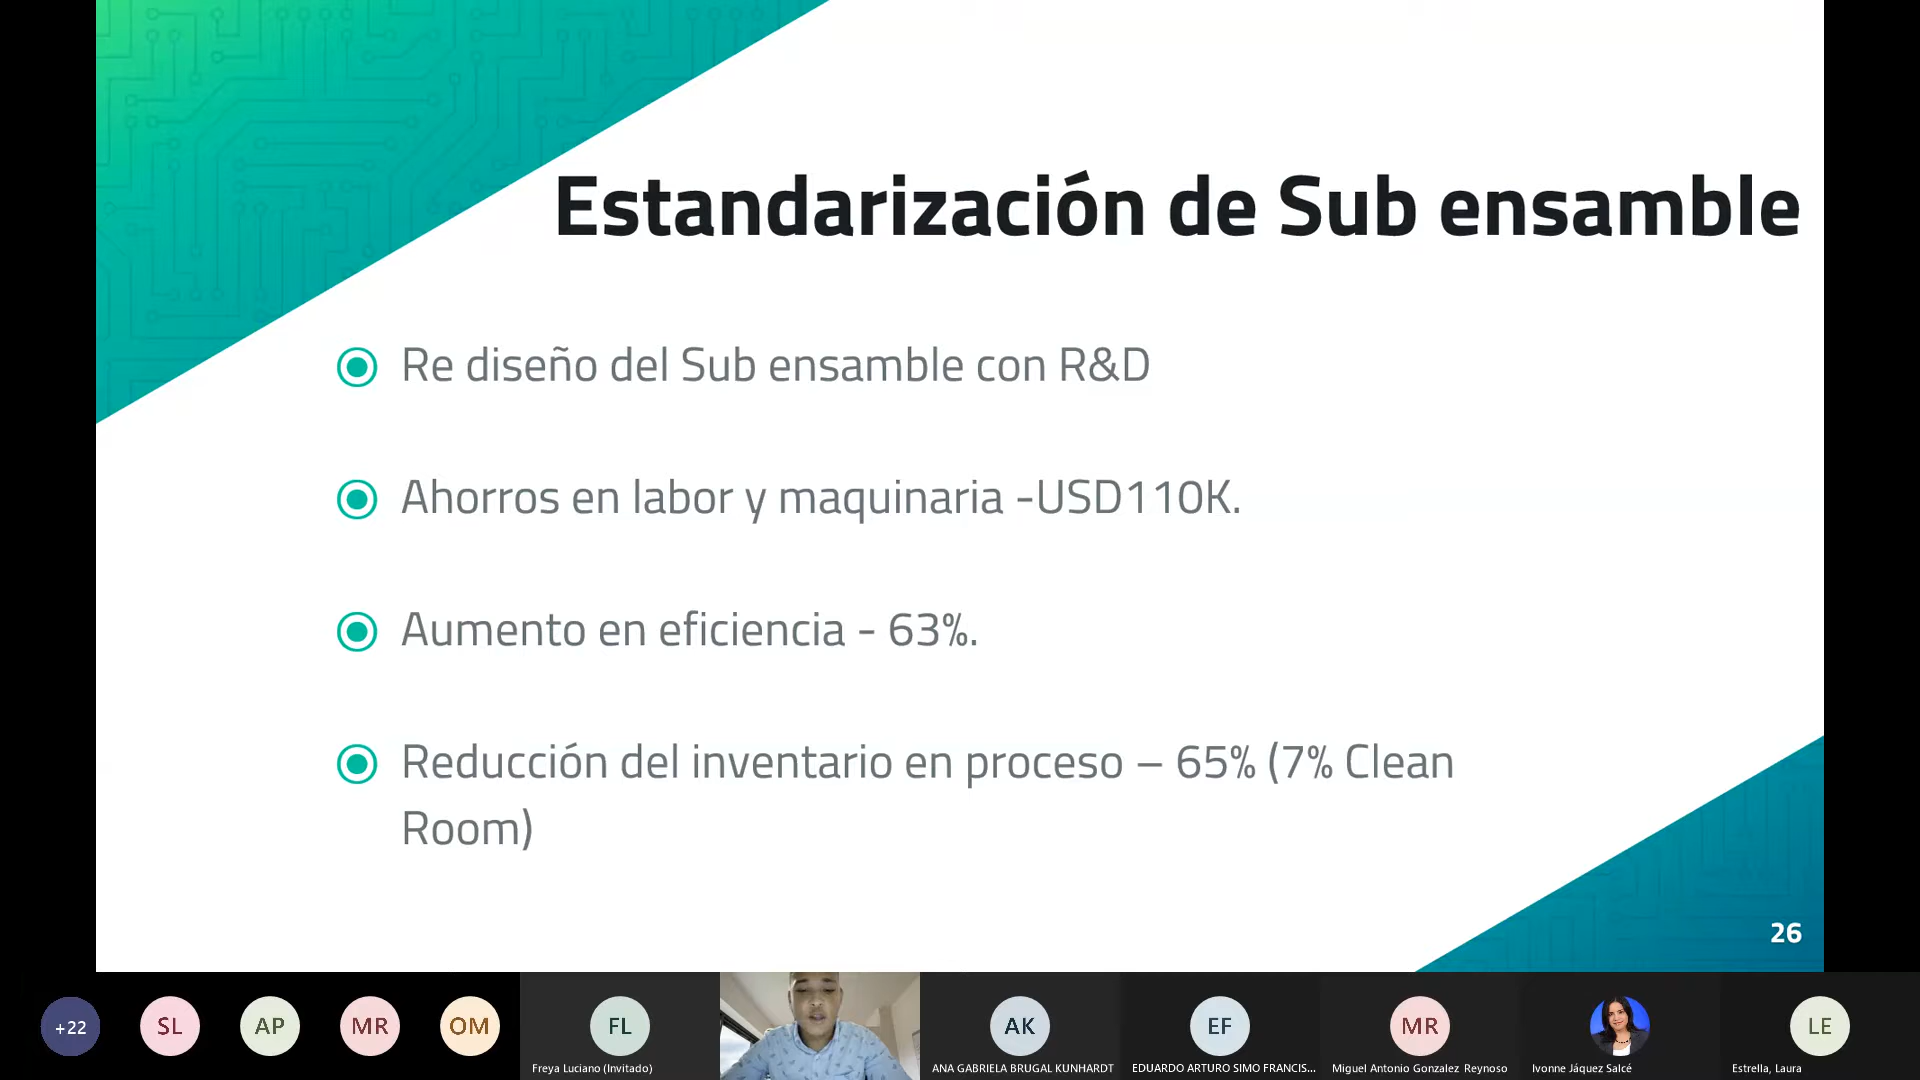 Estandarización de Sub ensamble
Re diseño del Sub ensamble con R&D
Ahorros en labor y maquinaria -USD110K.
Aumento en eficiencia - 63%.
Reducción del inventario en proceso – 65% (7% Clean
Room)
26
+22
SL
AP
MR
OM
FL
Freya Luciano (Invitado)
AK
ANA GABRIELA BRUGAL KUNHARDT
EF
EDUARDO ARTURO SIMO FRANCIS...
MR
Miguel Antonio Gonzalez Reynoso
Ivonne Jáquez Salcé
LE
Estrella, Laura